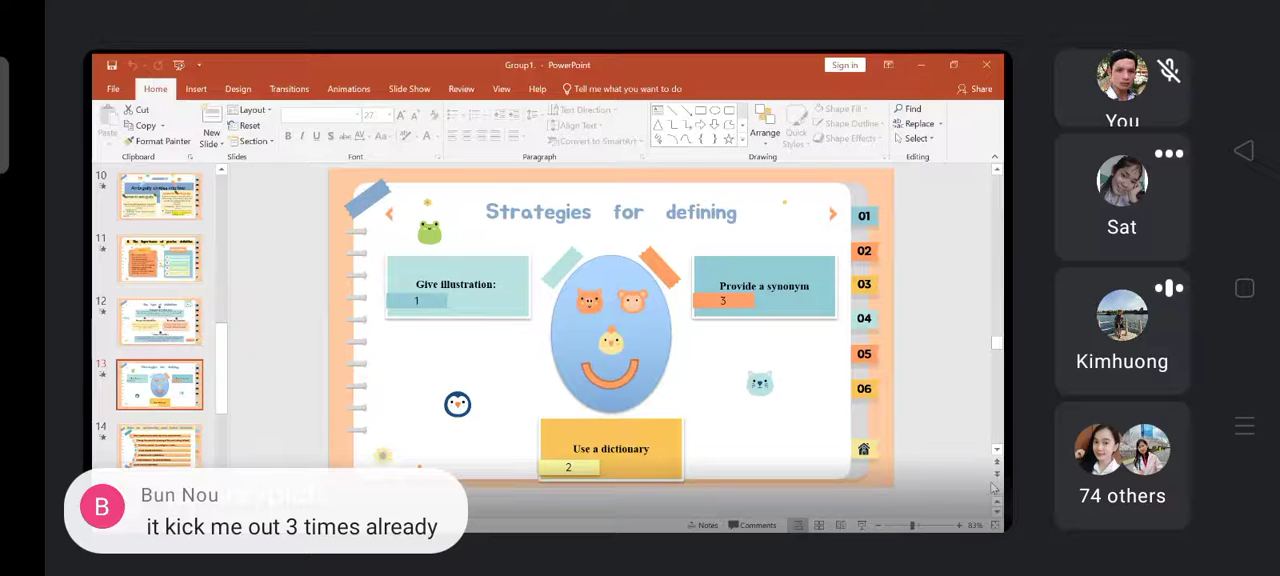 Group1. - PowerPoint
Sign in
File Home Insert Design Transitions Animations Slide Show Review View Help Tell me what you want to do Share
Paste
Cut
Copy
Format Painter
Clipboard
New Slide
Layout
Reset
Section
Slides
27
B I U S abc AV Aa A
Font
Text Direction
Align Text
Convert to SmartArt
Paragraph
Arrange
Quick Styles
Shape Fill
Shape Outline
Shape Effects
Drawing
Find
Replace
Select
Editing
10
11
12
13
14
Strategies for defining
Give illustration:
1
Provide a synonym
3
Use a dictionary
2
01
02
03
04
05
06
Notes Comments 83%
B
Bun Nou
it kick me out 3 times already
You
Sat
Kimhuong
74 others